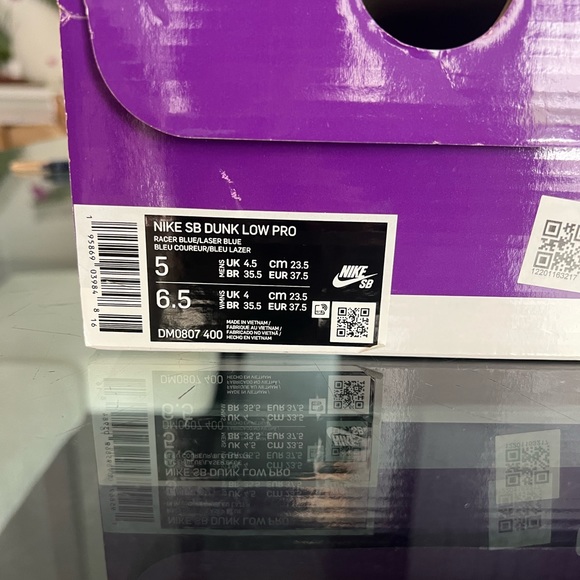 NIKE SB DUNK LOW PRO
RACER BLUE/LASER BLUE
BLEU COUREUR/BLEU LAZER
5 MENS UK 4.5 CM 23.5
BR 35.5 EUR 37.5
6.5 WMNS UK 4 CM 23.5
BR 35.5 EUR 37.5
NIKE
SB
DM0807 400
MADE IN VIETNAM /
FABRIQUE AU VIETNAM /
FABRICADO NO VIETNÃ /
HECHO EN VIETNAM
1 95869 03984 8 16